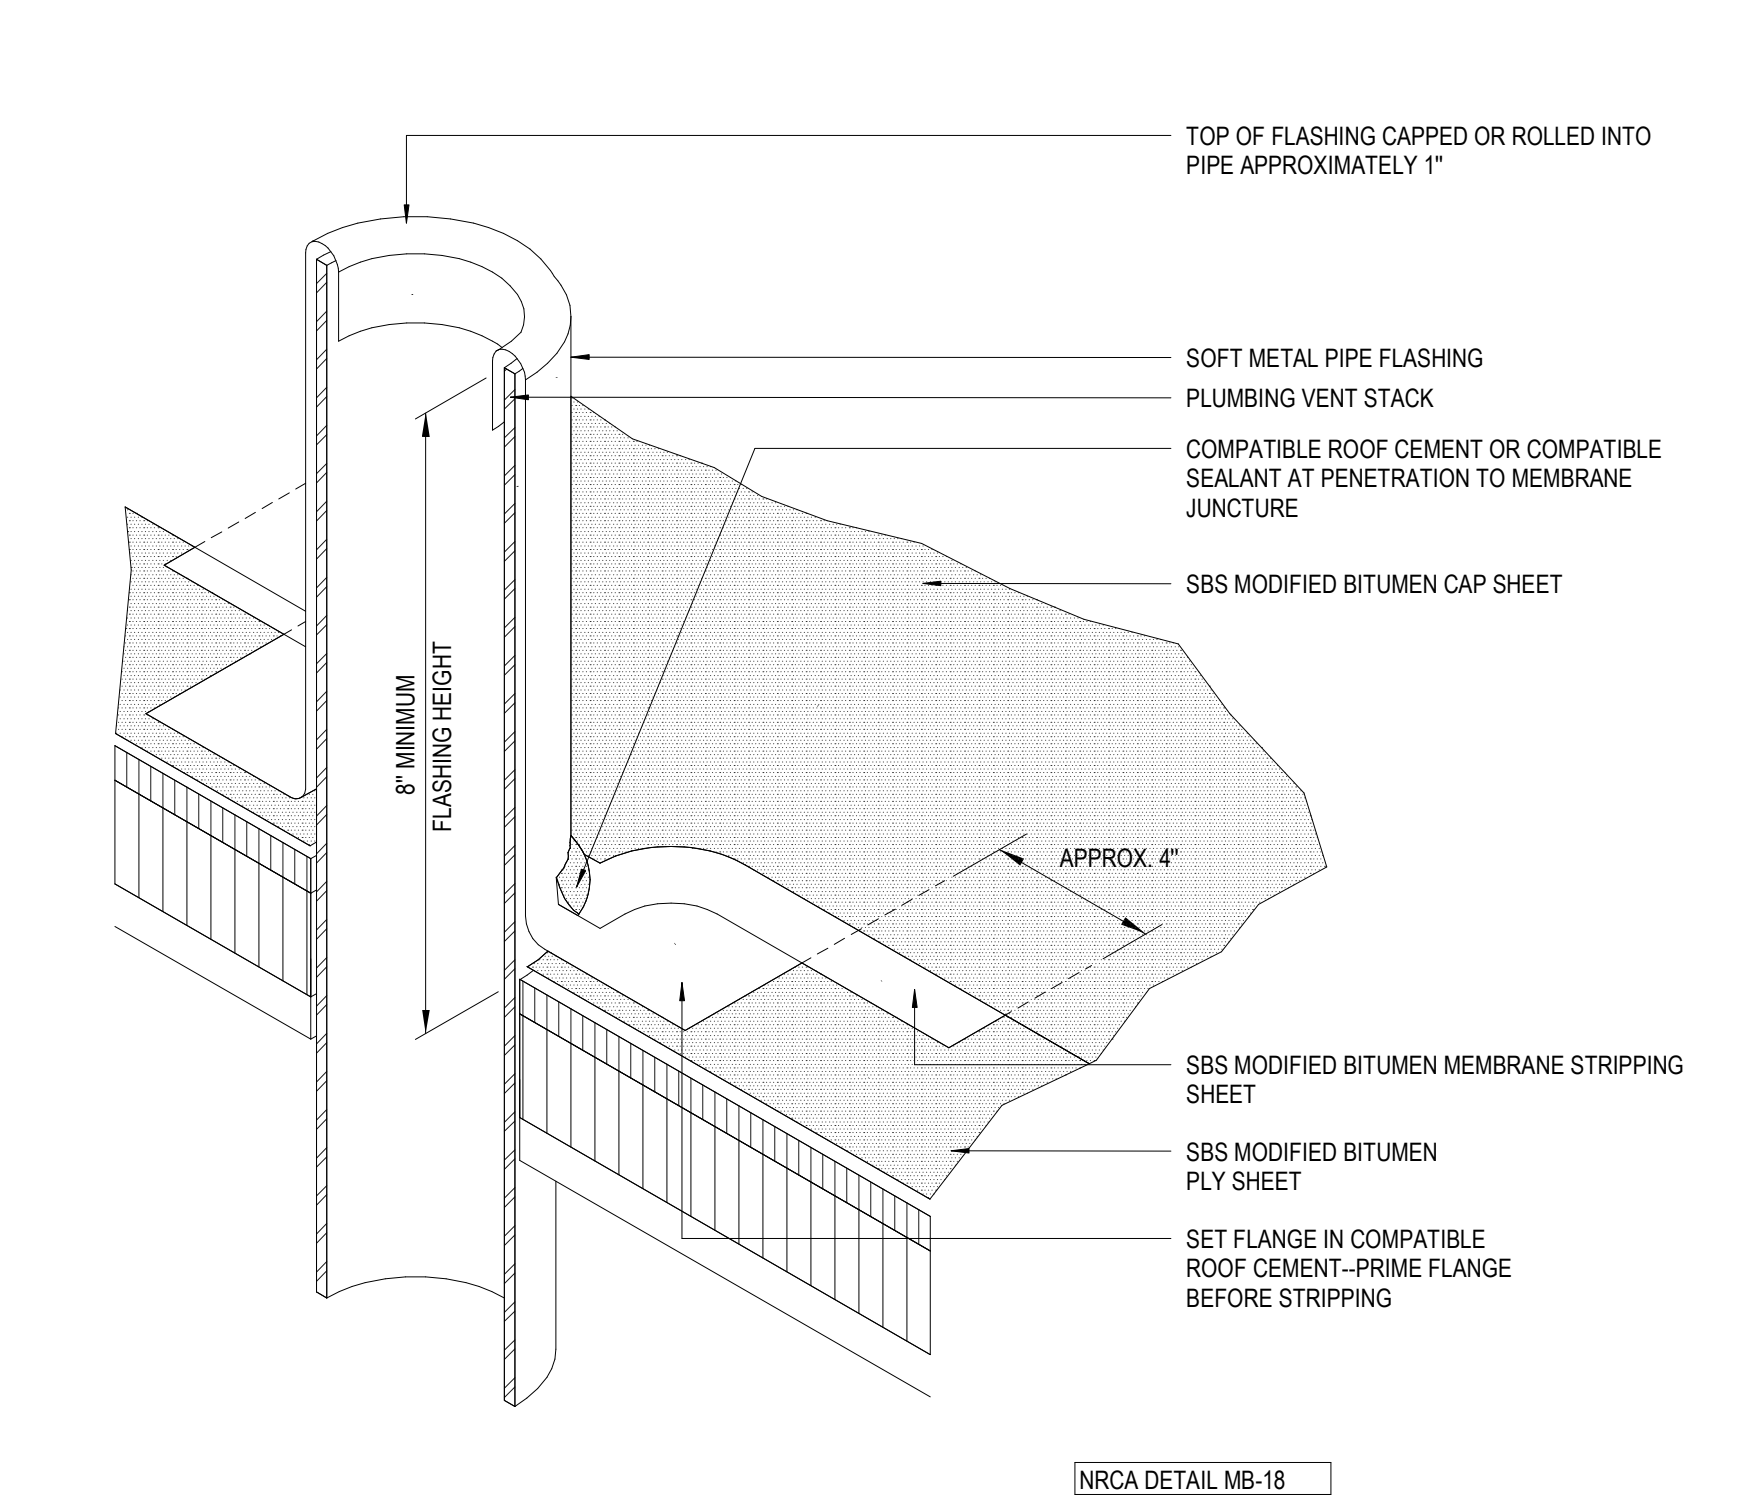 TOP OF FLASHING CAPPED OR ROLLED INTO
PIPE APPROXIMATELY 1"
SOFT METAL PIPE FLASHING
PLUMBING VENT STACK
COMPATIBLE ROOF CEMENT OR COMPATIBLE
SEALANT AT PENETRATION TO MEMBRANE
JUNCTURE
SBS MODIFIED BITUMEN CAP SHEET
8" MINIMUM
FLASHING HEIGHT
APPROX. 4"
SBS MODIFIED BITUMEN MEMBRANE STRIPPING
SHEET
SBS MODIFIED BITUMEN
PLY SHEET
SET FLANGE IN COMPATIBLE
ROOF CEMENT--PRIME FLANGE
BEFORE STRIPPING
NRCA DETAIL MB-18